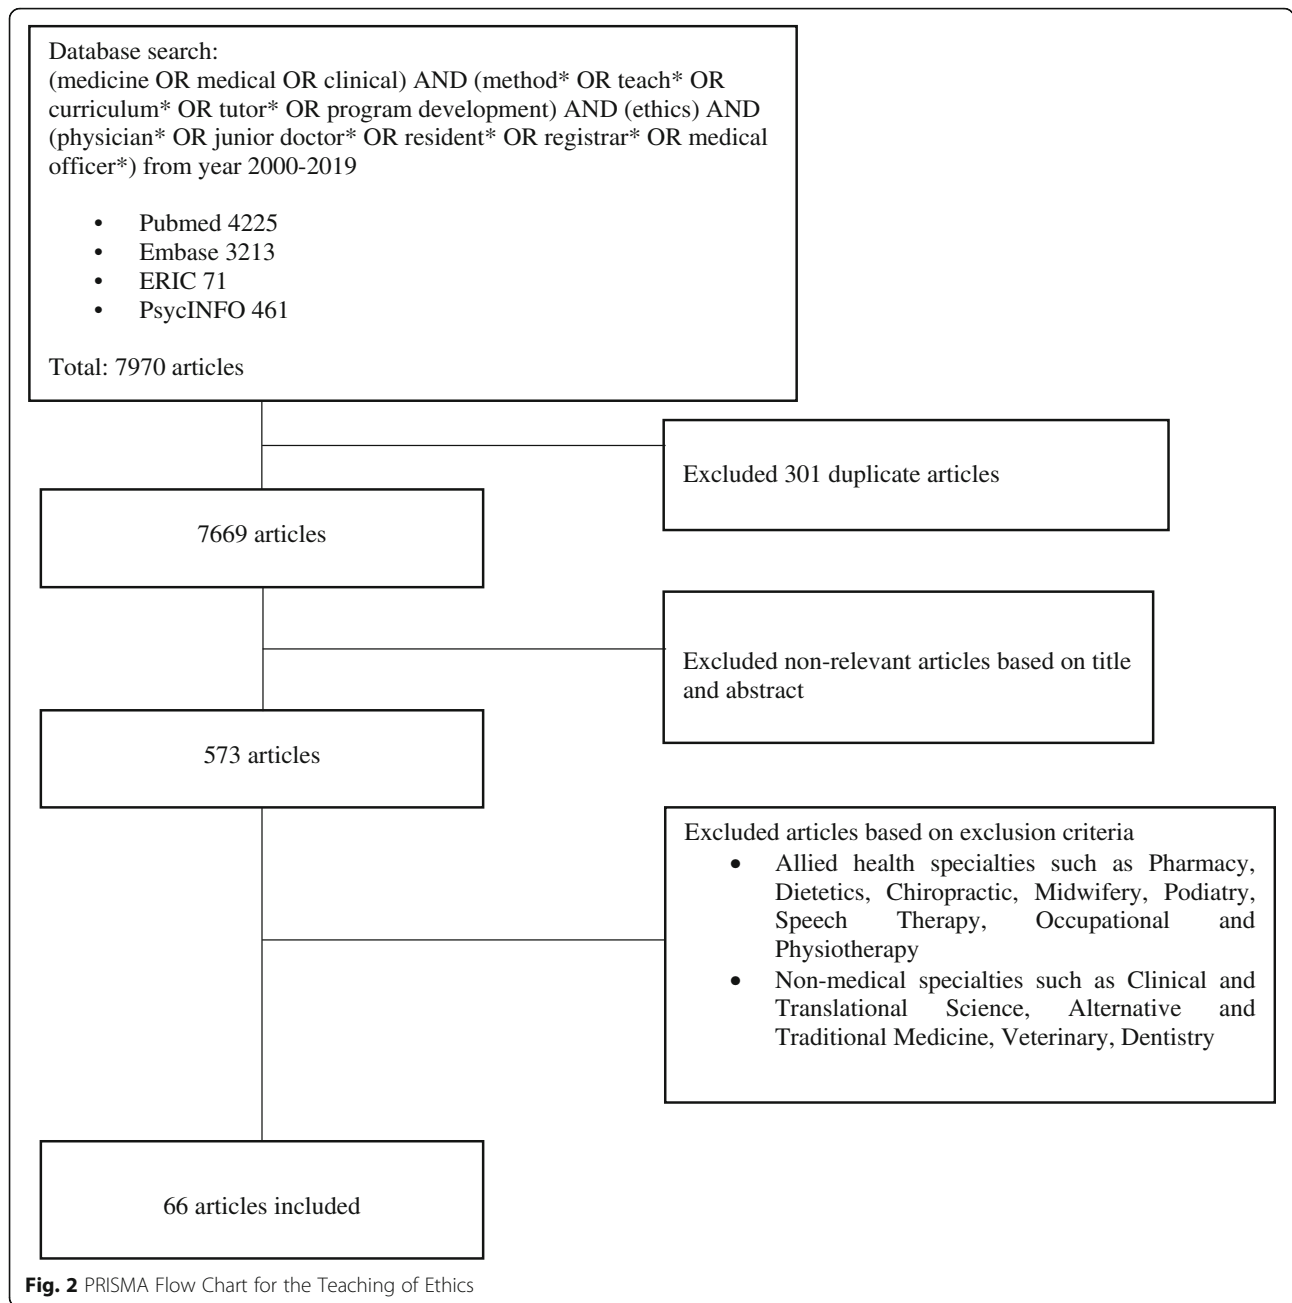 Database search:
(medicine OR medical OR clinical) AND (method* OR teach* OR
curriculum* OR tutor* OR program development) AND (ethics) AND
(physician* OR junior doctor* OR resident* OR registrar* OR medical
officer*) from year 2000-2019
• Pubmed 4225
• Embase 3213
• ERIC 71
• PsycINFO 461
Total: 7970 articles
Excluded 301 duplicate articles
7669 articles
Excluded non-relevant articles based on title
and abstract
573 articles
Excluded articles based on exclusion criteria
• Allied health specialties such as Pharmacy,
Dietetics, Chiropractic, Midwifery, Podiatry,
Speech Therapy, Occupational and
Physiotherapy
• Non-medical specialties such as Clinical and
Translational Science, Alternative and
Traditional Medicine, Veterinary, Dentistry
66 articles included
Fig. 2 PRISMA Flow Chart for the Teaching of Ethics